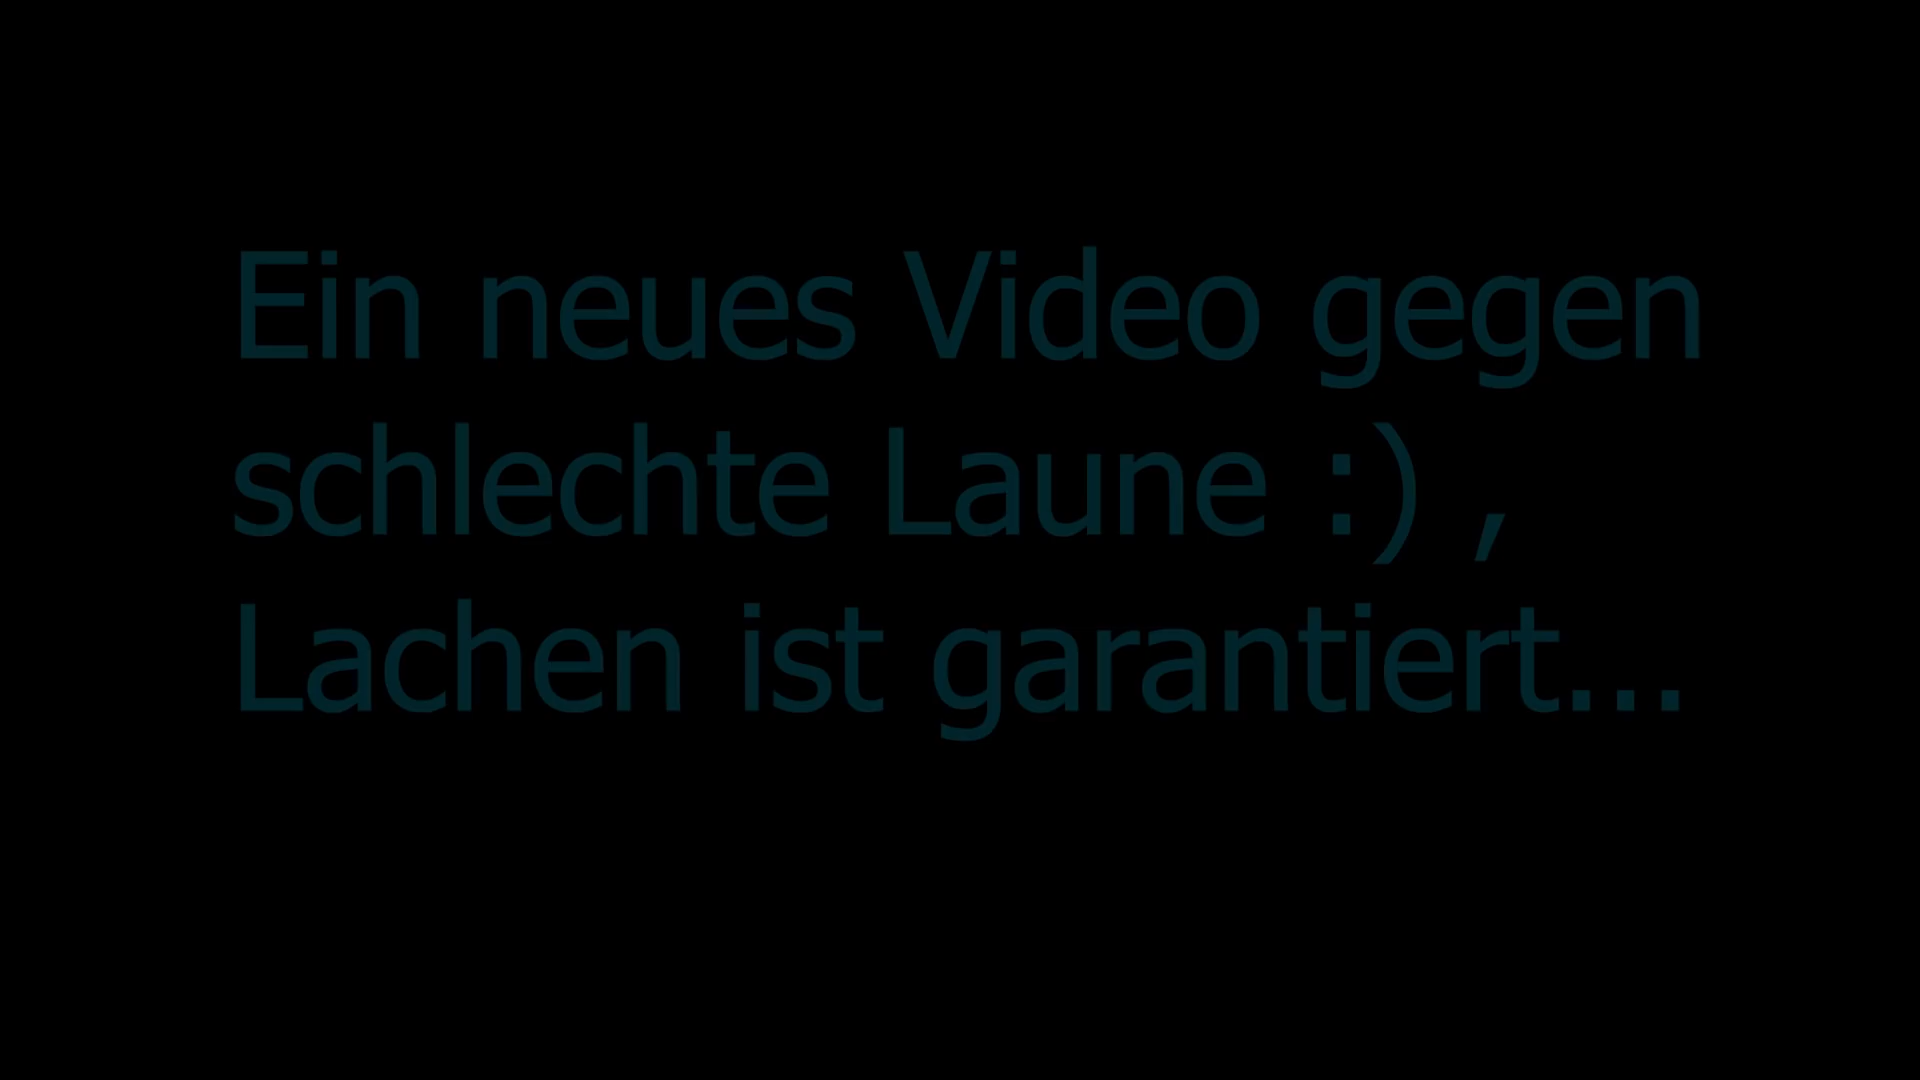 Ein neues Video gegen
schlechte Laune :) ,
Lachen ist garantiert...